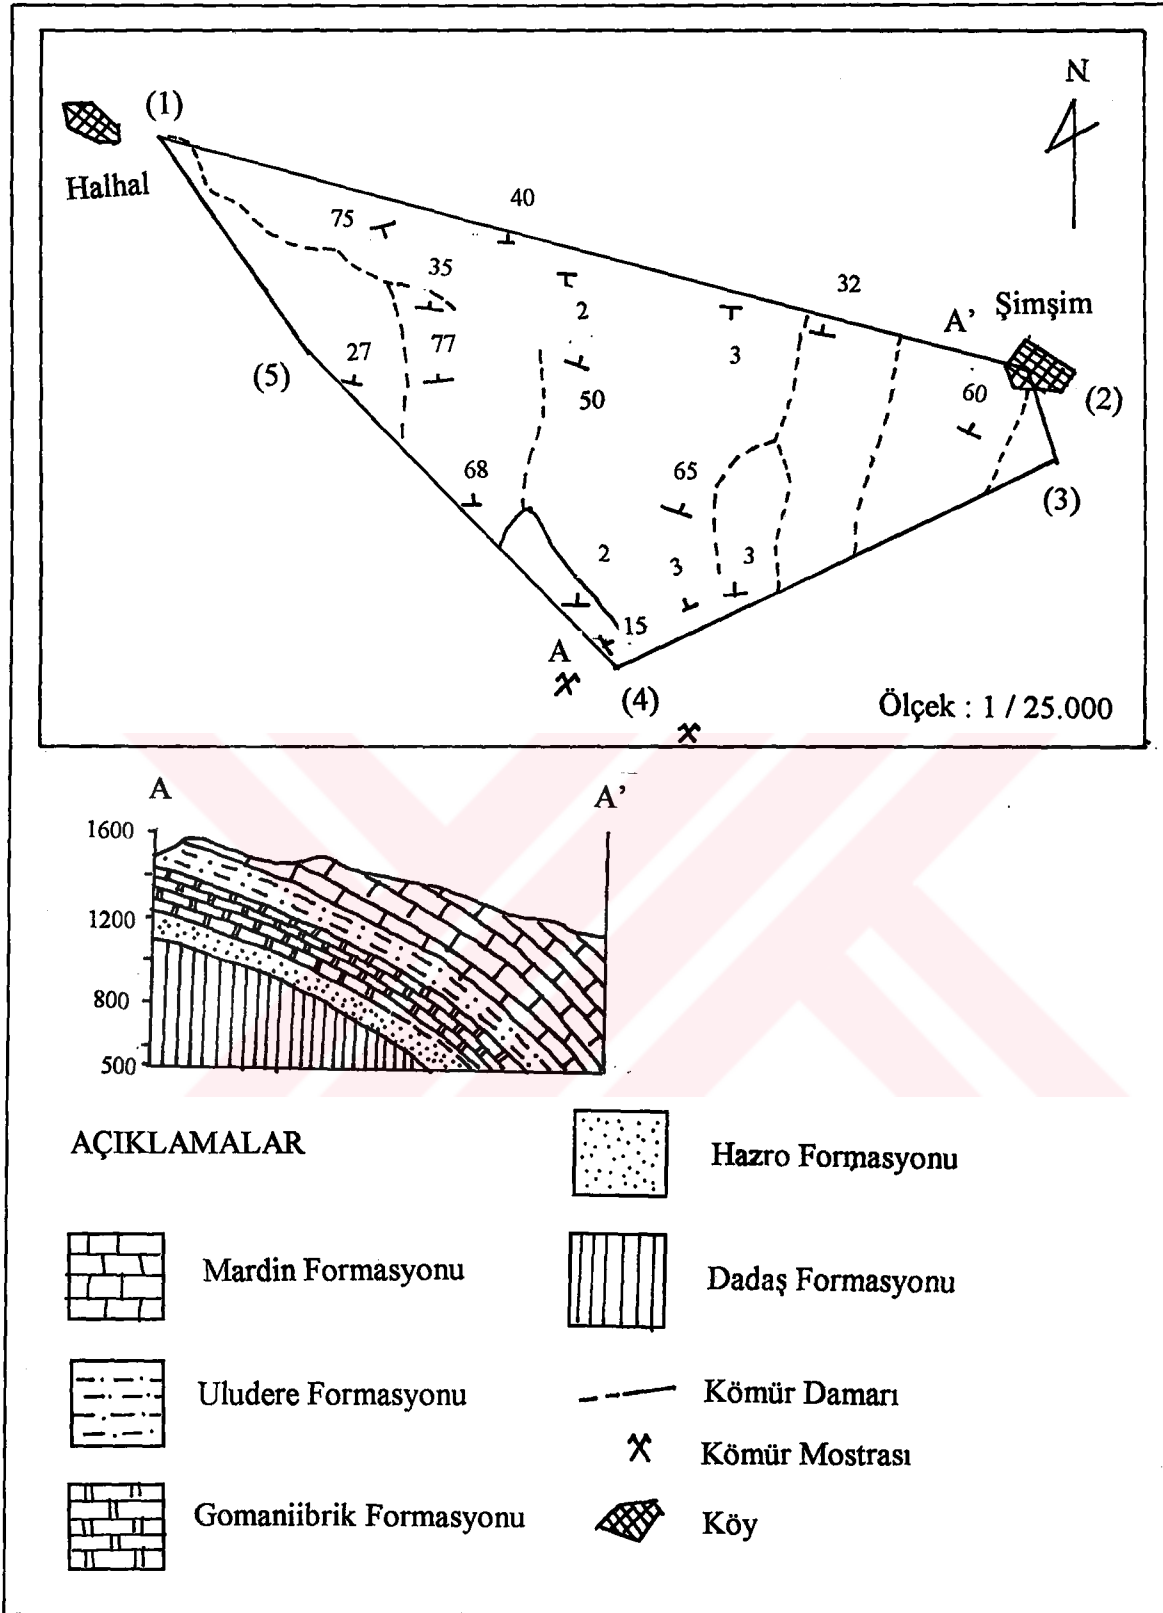 N
(1)
Halhal
40
75
35
32
2
A’
Şimşim
77
27
3
(5)
50
60
(2)
68
65
(3)
2
3
3
15
A
(4)
Ölçek : 1 / 25.000
A
A’
1600
1200
800
500
AÇIKLAMALAR
Hazro Formasyonu
Mardin Formasyonu
Dadaş Formasyonu
Uludere Formasyonu
Kömür Damarı
Kömür Mostrası
Gomaniibrik Formasyonu
Köy